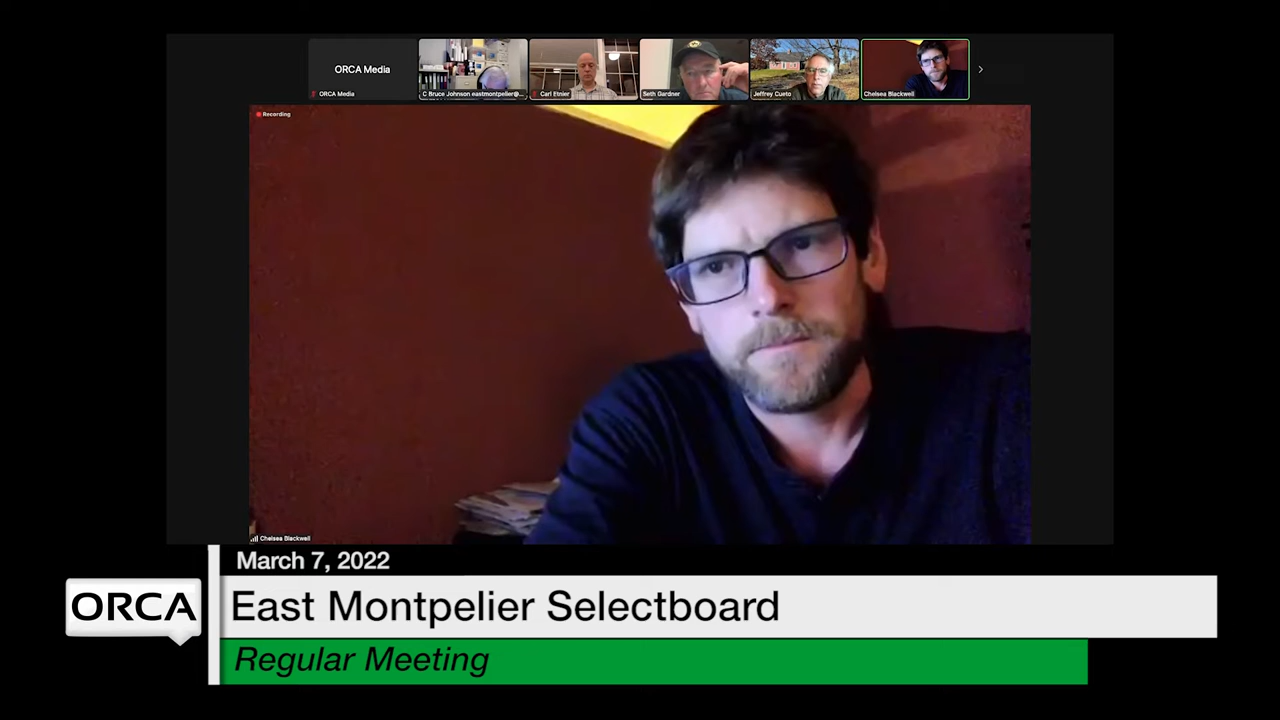 ORCA Media
ORCA Media
C Bruce Johnson eastmontpelier@...
Carl Etnier
Seth Gardner
Jeffrey Cueto
Chelsea Blackwell
Recording
Chelsea Blackwell
March 7, 2022
ORCA
East Montpelier Selectboard
Regular Meeting